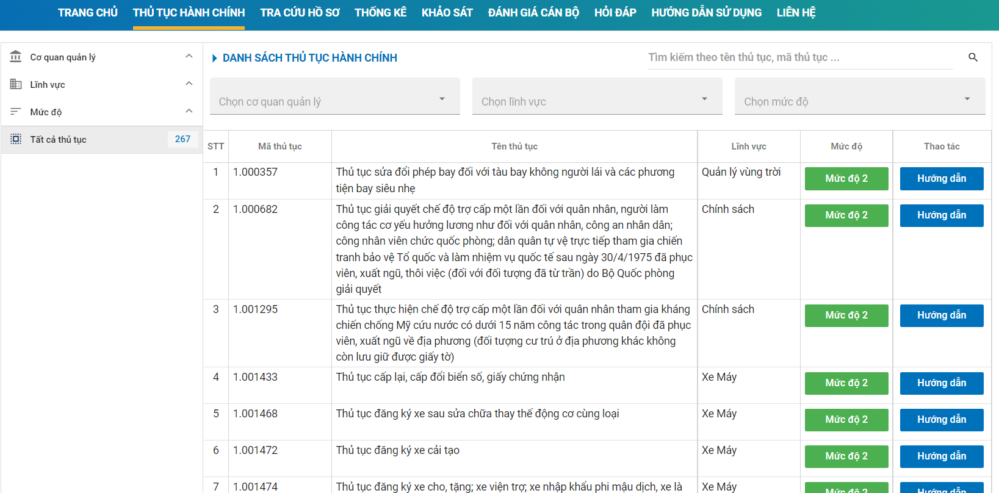 TRANG CHỦ THỦ TỤC HÀNH CHÍNH TRA CỨU HỒ SƠ THỐNG KÊ KHẢO SÁT ĐÁNH GIÁ CÁN BỘ HỎI ĐÁP HƯỚNG DẪN SỬ DỤNG LIÊN HỆ
Cơ quan quản lý
Lĩnh vực
Mức độ
Tất cả thủ tục 267
DANH SÁCH THỦ TỤC HÀNH CHÍNH
Tìm kiếm theo tên thủ tục, mã thủ tục ...
Chọn cơ quan quản lý Chọn lĩnh vực Chọn mức độ
STT Mã thủ tục Tên thủ tục Lĩnh vực Mức độ Thao tác
1 1.000357 Thủ tục sửa đổi phép bay đối với tàu bay không người lái và các phương Quản lý vùng trời Mức độ 2 Hướng dẫn
tiện bay siêu nhẹ
2 1.000682 Thủ tục giải quyết chế độ trợ cấp một lần đối với quân nhân, người làm Chính sách Mức độ 2 Hướng dẫn
công tác cơ yếu hưởng lương như đối với quân nhân, công an nhân dân;
công nhân viên chức quốc phòng; dân quân tự vệ trực tiếp tham gia chiến
tranh bảo vệ Tổ quốc và làm nhiệm vụ quốc tế sau ngày 30/4/1975 đã phục
viên, xuất ngũ, thôi việc (đối với đối tượng đã từ trần) do Bộ Quốc phòng
giải quyết
3 1.001295 Thủ tục thực hiện chế độ trợ cấp một lần đối với quân nhân tham gia kháng Chính sách Mức độ 2 Hướng dẫn
chiến chống Mỹ cứu nước có dưới 15 năm công tác trong quân đội đã phục
viên, xuất ngũ về địa phương (đối tượng cư trú ở địa phương khác không
còn lưu giữ được giấy tờ)
4 1.001433 Thủ tục cấp lại, cấp đổi biển số, giấy chứng nhận Xe Máy Mức độ 2 Hướng dẫn
5 1.001468 Thủ tục đăng ký xe sau sửa chữa thay thế động cơ cùng loại Xe Máy Mức độ 2 Hướng dẫn
6 1.001472 Thủ tục đăng ký xe cải tạo Xe Máy Mức độ 2 Hướng dẫn
7 1.001474 Thủ tục đăng ký xe cho, tặng; xe viện trợ; xe nhập khẩu phi mậu dịch, xe là Xe Máy Mức độ 2 Hướng dẫn